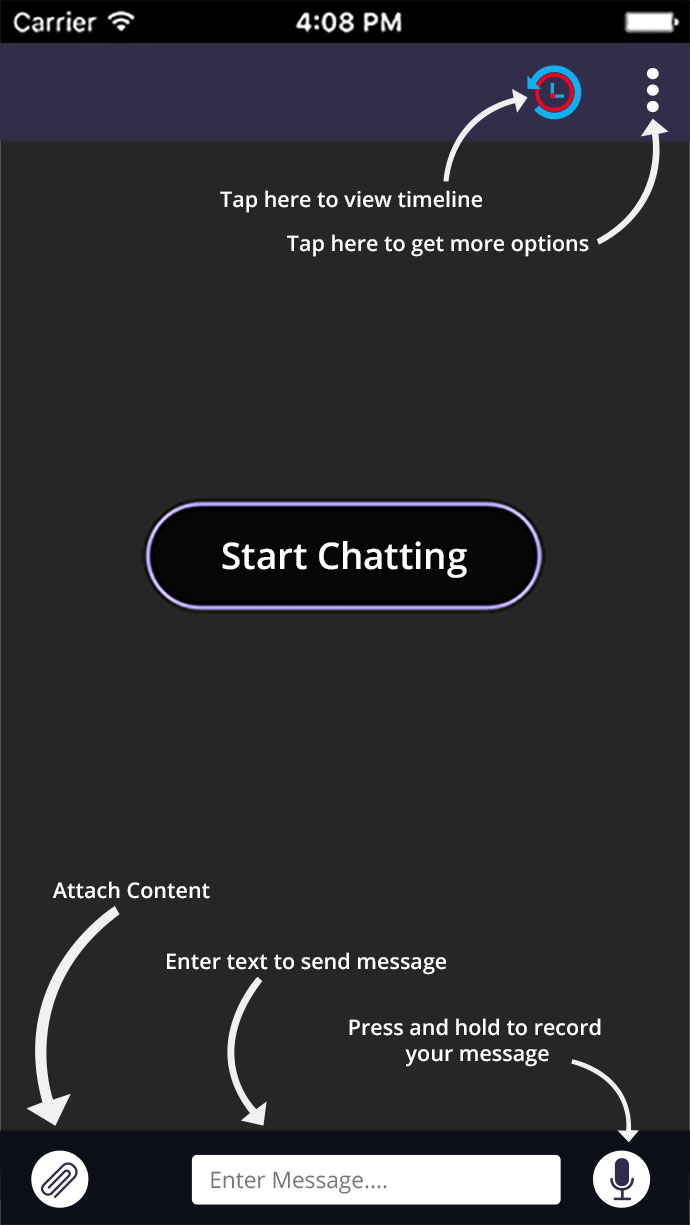 Carrier
4:08 PM
Tap here to view timeline
Tap here to get more options
Start Chatting
Attach Content
Enter text to send message
Press and hold to record
your message
Enter Message....